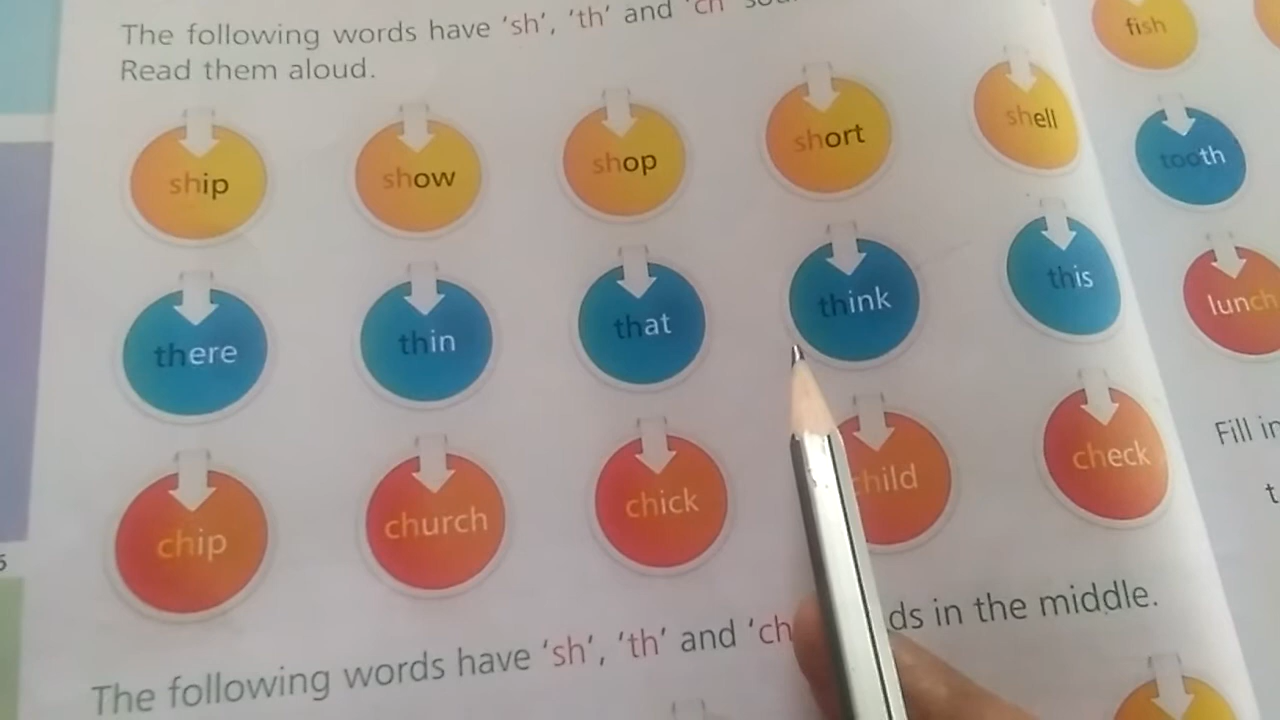 The following words have 'sh', 'th' and 'ch'
Read them aloud.
ship show shop short shell
there thin that think this
chip church chick child check
The following words have 'sh', 'th' and 'ch ds in the middle.
fish
tooth
lunch
Fill in
t